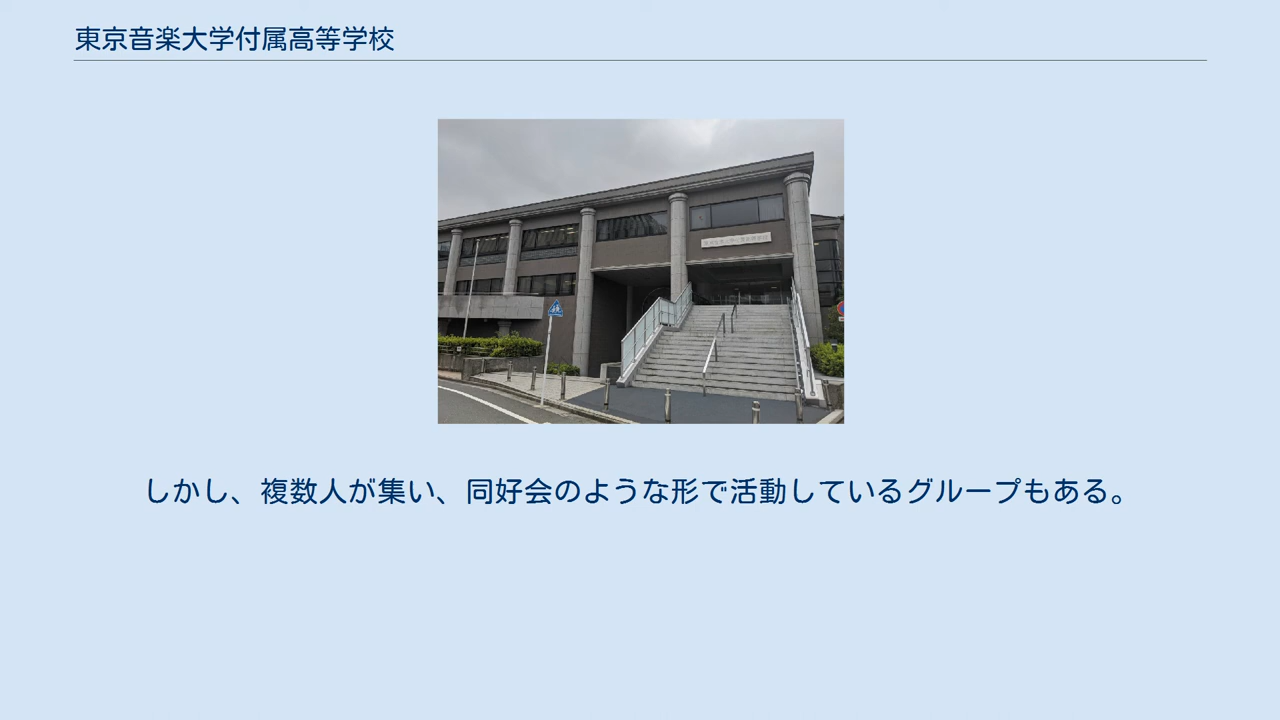 東京音楽大学付属高等学校
しかし、複数人が集い、同好会のような形で活動しているグループもある。